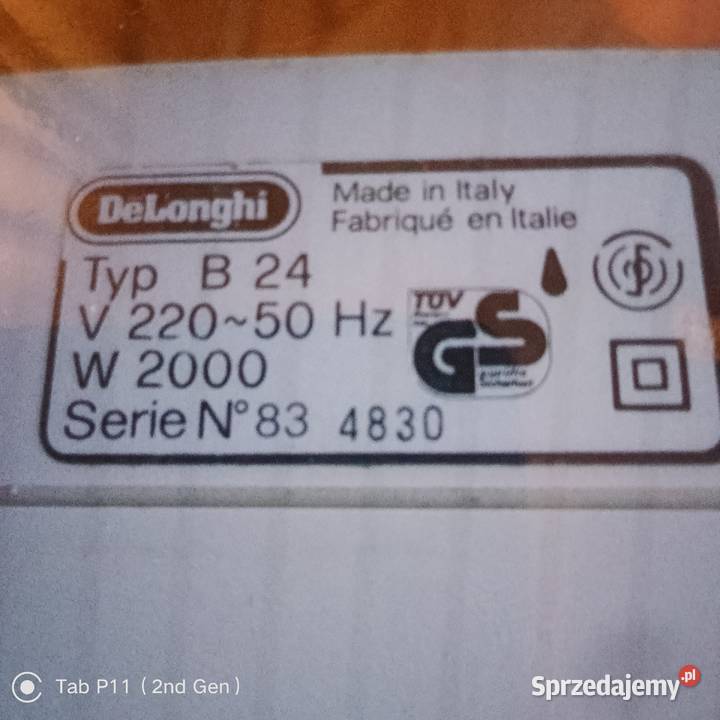 DeLonghi
Made in Italy
Fabriqué en Italie
Typ B 24
V 220~50 Hz
W 2000
Serie N° 83 4830
TÜV
GS
Tab P11 (2nd Gen)
Sprzedajemy.pl